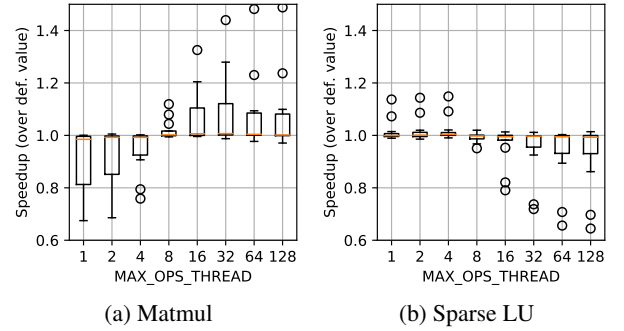 Speedup (over def. value)
1.4
1.2
1.0
0.8
0.6
1 2 4 8 16 32 64 128
MAX_OPS_THREAD
(a) Matmul
Speedup (over def. value)
1.4
1.2
1.0
0.8
0.6
1 2 4 8 16 32 64 128
MAX_OPS_THREAD
(b) Sparse LU